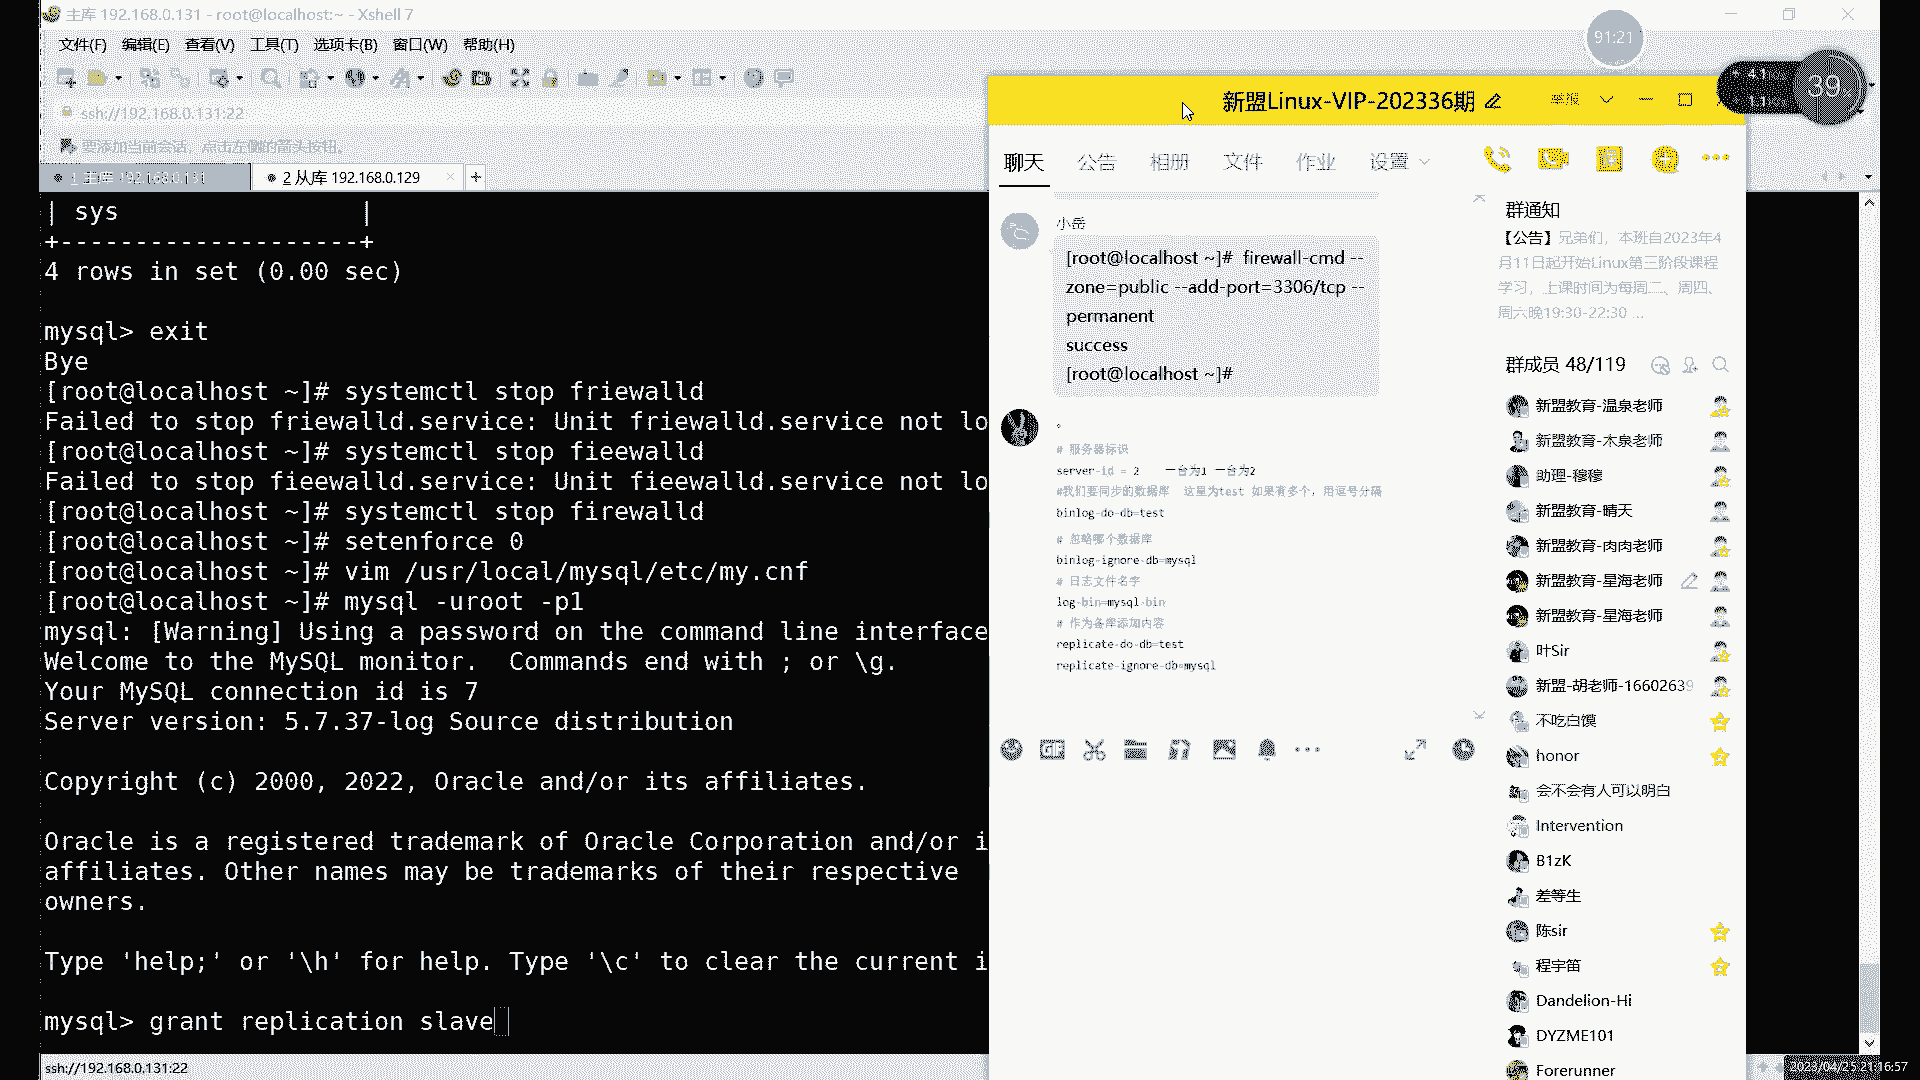 主库 192.168.0.131 - root@localhost:~ - Xshell 7
文件(F) 编辑(E) 查看(V) 工具(T) 选项卡(B) 窗口(W) 帮助(H)
ssh://192.168.0.131:22
要添加当前会话，点击左侧的箭头按钮。
1 主库 192.168.0.131
2 从库 192.168.0.129
| sys |
+--------------------+
4 rows in set (0.00 sec)
mysql> exit
Bye
[root@localhost ~]# systemctl stop friewalld
Failed to stop friewalld.service: Unit friewalld.service not lo
[root@localhost ~]# systemctl stop fieewalld
Failed to stop fieewalld.service: Unit fieewalld.service not lo
[root@localhost ~]# systemctl stop firewalld
[root@localhost ~]# setenforce 0
[root@localhost ~]# vim /usr/local/mysql/etc/my.cnf
[root@localhost ~]# mysql -uroot -p1
mysql: [Warning] Using a password on the command line interface
Welcome to the MySQL monitor.  Commands end with ; or \g.
Your MySQL connection id is 7
Server version: 5.7.37-log Source distribution
Copyright (c) 2000, 2022, Oracle and/or its affiliates.
Oracle is a registered trademark of Oracle Corporation and/or i
affiliates. Other names may be trademarks of their respective
owners.
Type 'help;' or '\h' for help. Type '\c' to clear the current i
mysql> grant replication slave
ssh://192.168.0.131:22
91:21
39
新盟Linux-VIP-202336期
举报
聊天 公告 相册 文件 作业 设置
小岳
[root@localhost ~]#  firewall-cmd --
zone=public --add-port=3306/tcp --
permanent
success
[root@localhost ~]#
。
# 服务器标识
server-id = 2 一台为1 一台为2
#我们要同步的数据库 这里为test 如果有多个，用逗号分隔
binlog-do-db=test
# 忽略哪个数据库
binlog-ignore-db=mysql
# 日志文件名字
log-bin=mysql-bin
# 作为备库添加内容
replicate-do-db=test
replicate-ignore-db=mysql
群通知
【公告】兄弟们，本班自2023年4
月11日起开始Linux第三阶段课程
学习，上课时间为每周二、周四、
周六晚19:30-22:30 ...
群成员 48/119
新盟教育-温泉老师
新盟教育-木泉老师
助理-穆穆
新盟教育-晴天
新盟教育-肉肉老师
新盟教育-星海老师
新盟教育-星海老师
叶Sir
新盟-胡老师-16602639
不吃白馍
honor
会不会有人可以明白
Intervention
B1zK
差等生
陈sir
程宇笛
Dandelion-Hi
DYZME101
Forerunner
2023/04/25 21:16:57